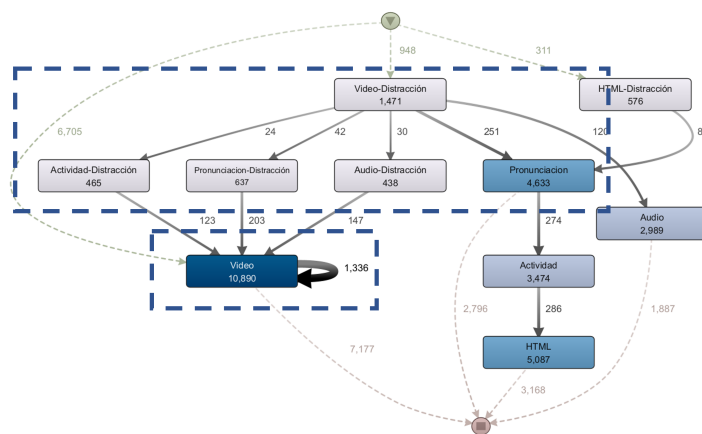 948
311
Video-Distracción
1,471
HTML-Distracción
576
6,705
24
42
30
251
120
8
Actividad-Distracción
465
Pronunciacion-Distracción
637
Audio-Distracción
438
Pronunciacion
4,633
Audio
2,989
123
203
147
274
Video
10,890
1,336
Actividad
3,474
2,796
286
1,887
7,177
HTML
5,087
3,168